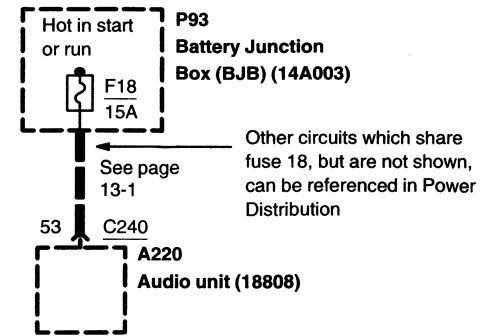 Hot in start
or run
P93
Battery Junction
Box (BJB) (14A003)
F18
15A
See page
13-1
Other circuits which share
fuse 18, but are not shown,
can be referenced in Power
Distribution
53
C240
A220
Audio unit (18808)